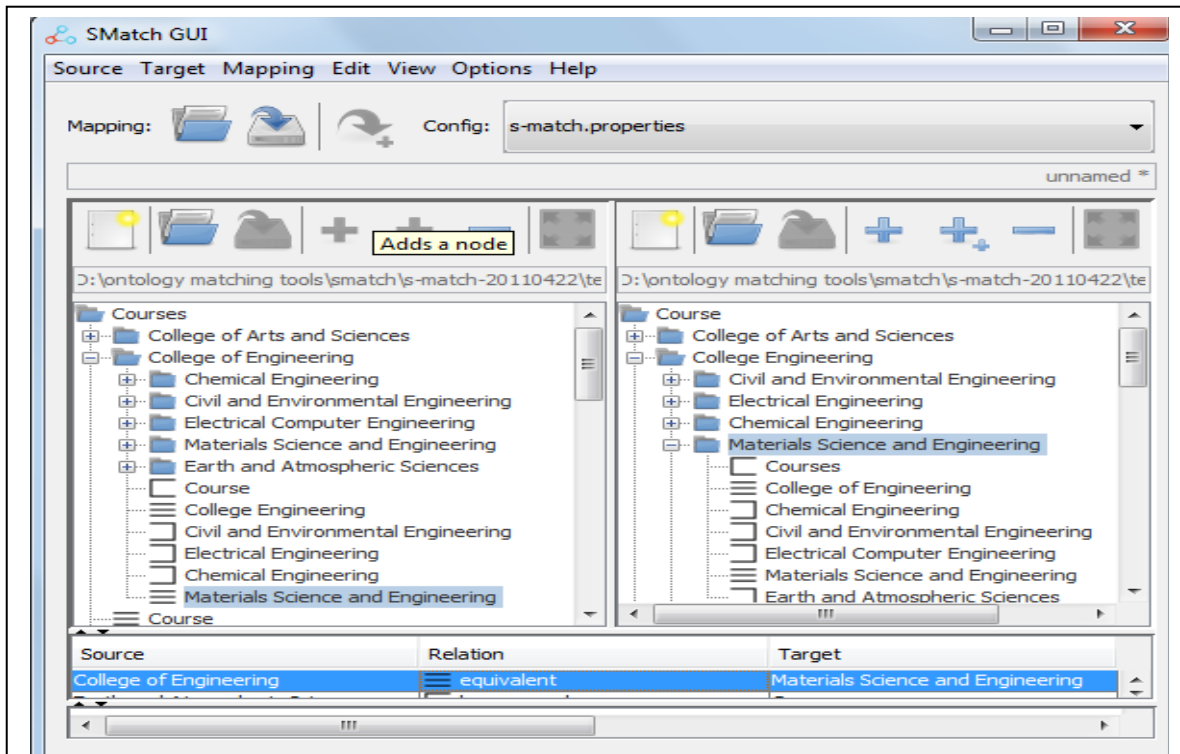 SMatch GUI
Source Target Mapping Edit View Options Help
Mapping: Config: s-match.properties
unnamed *
Adds a node
D:\ontology matching tools\smatch\s-match-20110422\te
Courses
College of Arts and Sciences
College of Engineering
Chemical Engineering
Civil and Environmental Engineering
Electrical Computer Engineering
Materials Science and Engineering
Earth and Atmospheric Sciences
Course
College Engineering
Civil and Environmental Engineering
Electrical Engineering
Chemical Engineering
Materials Science and Engineering
Course
D:\ontology matching tools\smatch\s-match-20110422\te
Course
College of Arts and Sciences
College Engineering
Civil and Environmental Engineering
Electrical Engineering
Chemical Engineering
Materials Science and Engineering
Courses
College of Engineering
Chemical Engineering
Civil and Environmental Engineering
Electrical Computer Engineering
Materials Science and Engineering
Earth and Atmospheric Sciences
Source Relation Target
College of Engineering equivalent Materials Science and Engineering